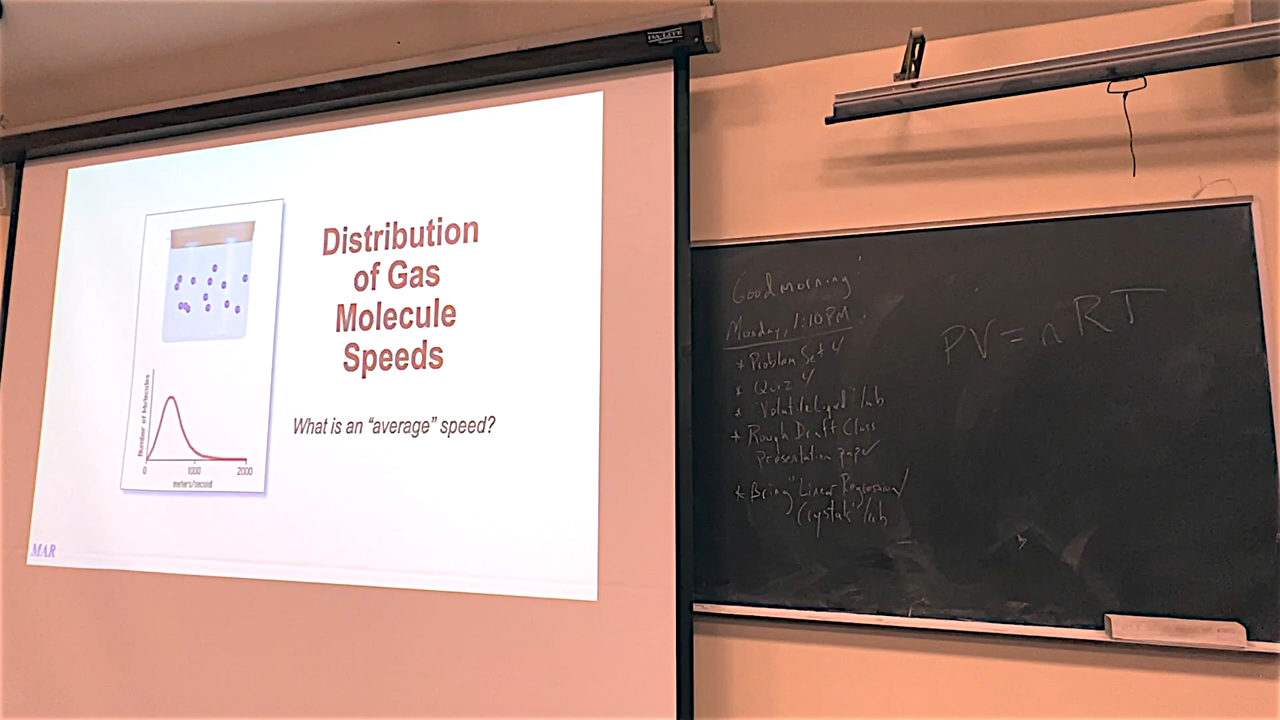 DA-LITE
Distribution
of Gas
Molecule
Speeds
What is an “average” speed?
Number of Molecules
0 1000 2000
meters/second
MAR
Good morning!
Monday, 1:10 PM
* Problem Set 4
* Quiz 4
* "Volatile Liquid" lab
* Rough Draft Class
Presentation paper
* Bring "Linear Regression/
Crystals" lab
PV = nRT